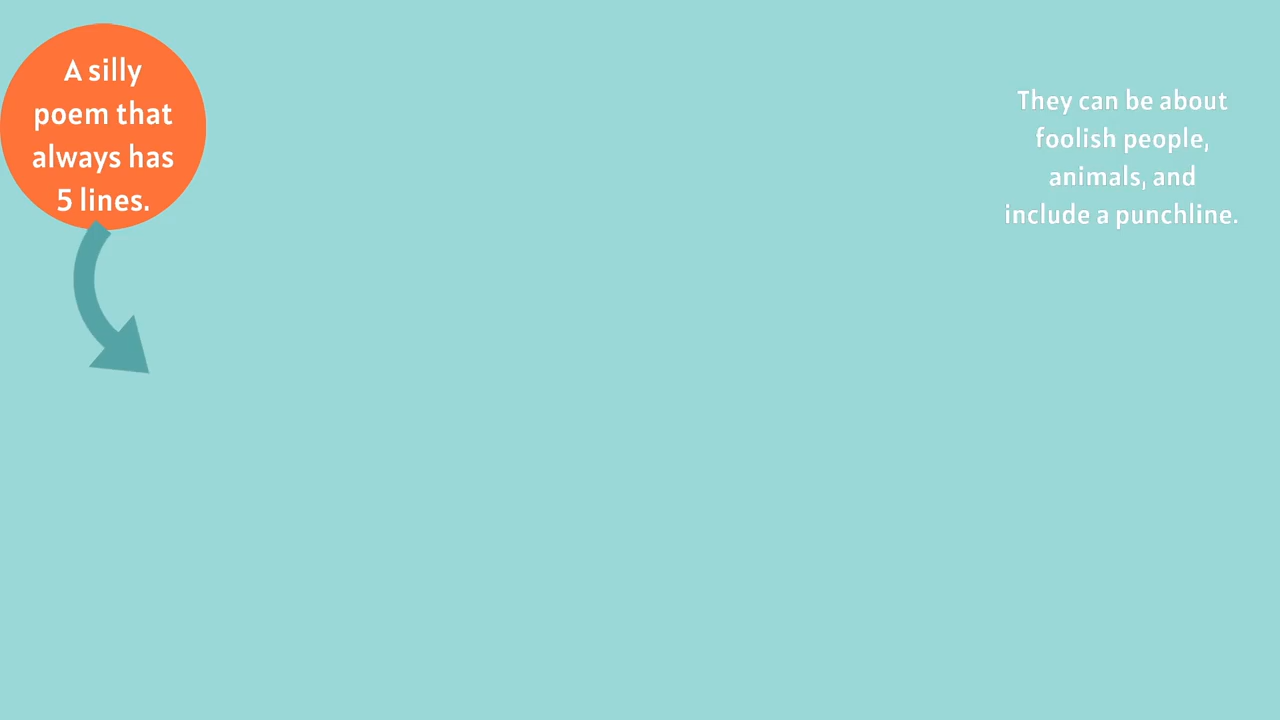 A silly
poem that
always has
5 lines.
They can be about
foolish people,
animals, and
include a punchline.